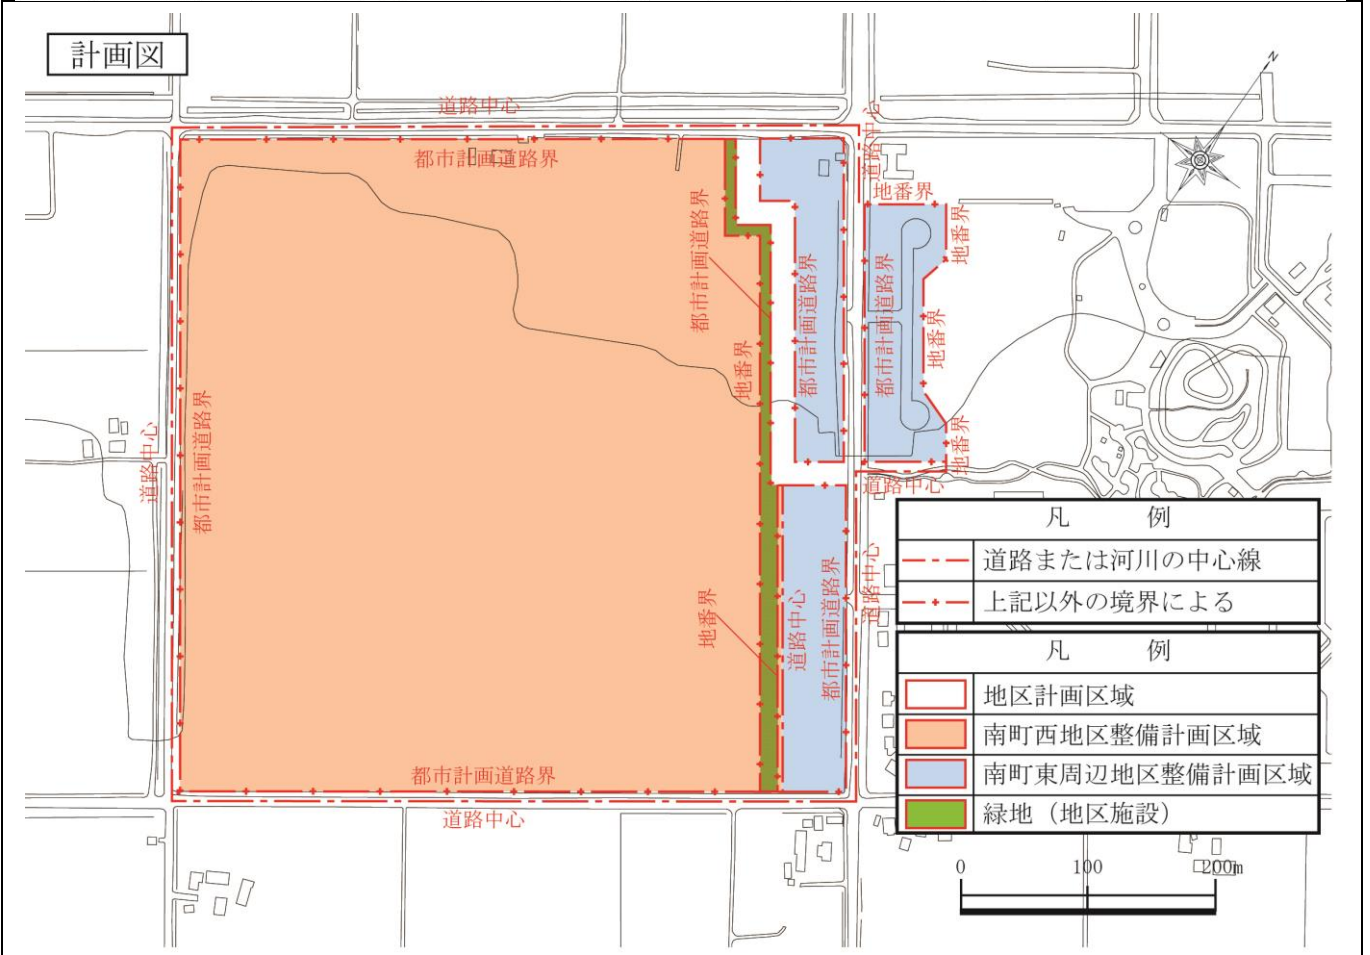 計画図
N
道路中心
都市計画道路界
道路中心
地番界
地番界
都市計画道路界
都市計画道路界
都市計画道路界
地番界
地番界
都市計画道路界
道路中心
地番界
道路中心
道路中心
地番界
道路中心
都市計画道路界
都市計画道路界
道路中心
凡 例
道路または河川の中心線
上記以外の境界による
凡 例
地区計画区域
南町西地区整備計画区域
南町東周辺地区整備計画区域
緑地（地区施設）
0 100 200m